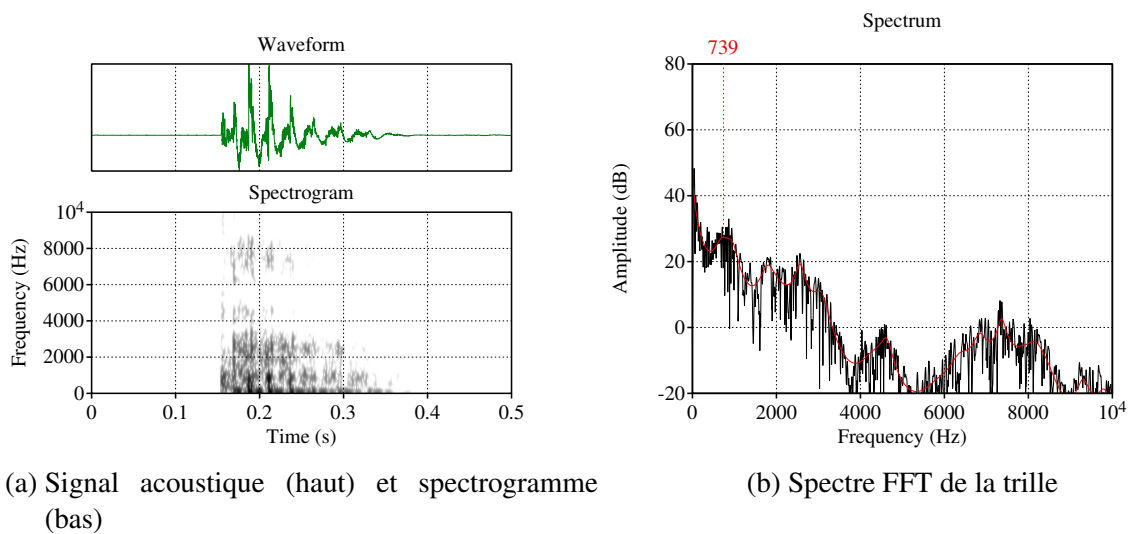 Waveform
Spectrogram
Frequency (Hz)
10⁴
8000
6000
4000
2000
0
0 0.1 0.2 0.3 0.4 0.5
Time (s)
(a) Signal acoustique (haut) et spectrogramme
(bas)
Spectrum
739
Amplitude (dB)
80
60
40
20
0
-20
0 2000 4000 6000 8000 10⁴
Frequency (Hz)
(b) Spectre FFT de la trille